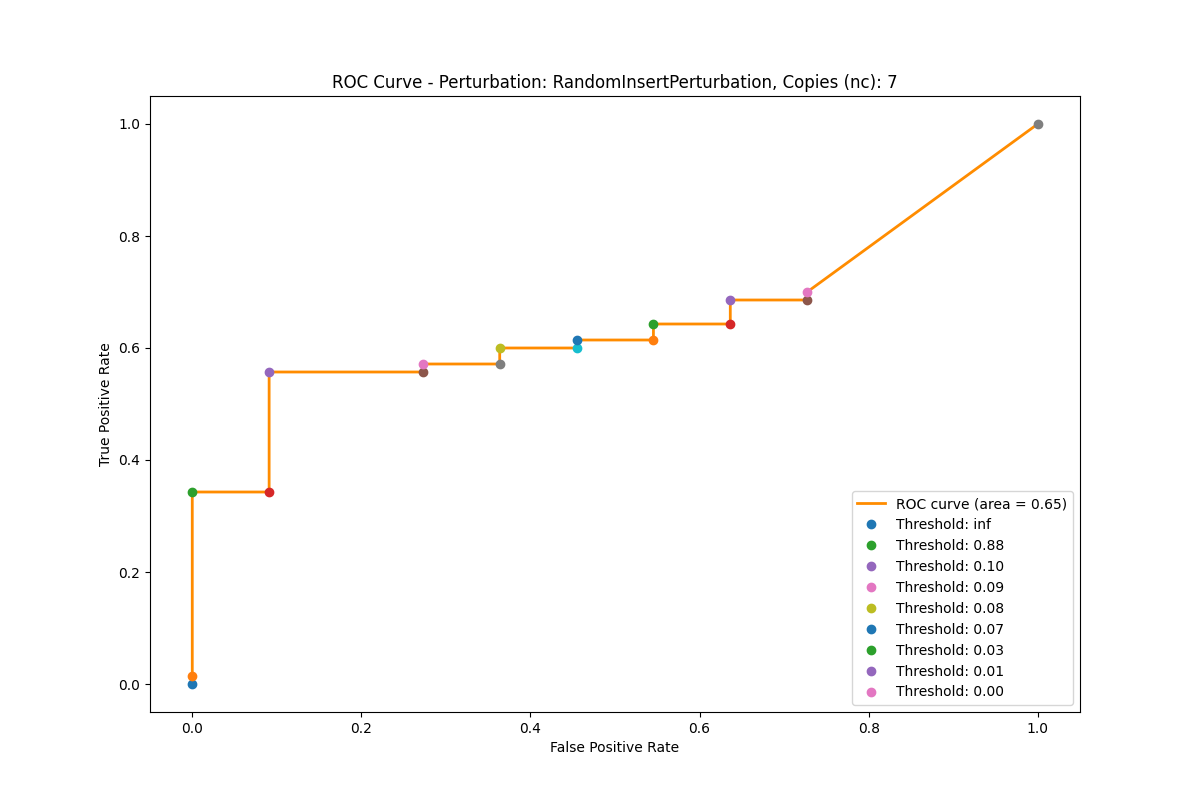 ROC Curve - Perturbation: RandomInsertPerturbation, Copies (nc): 7
1.0
0.8
0.6
0.4
0.2
0.0
True Positive Rate
0.0 0.2 0.4 0.6 0.8 1.0
False Positive Rate
ROC curve (area = 0.65)
Threshold: inf
Threshold: 0.88
Threshold: 0.10
Threshold: 0.09
Threshold: 0.08
Threshold: 0.07
Threshold: 0.03
Threshold: 0.01
Threshold: 0.00